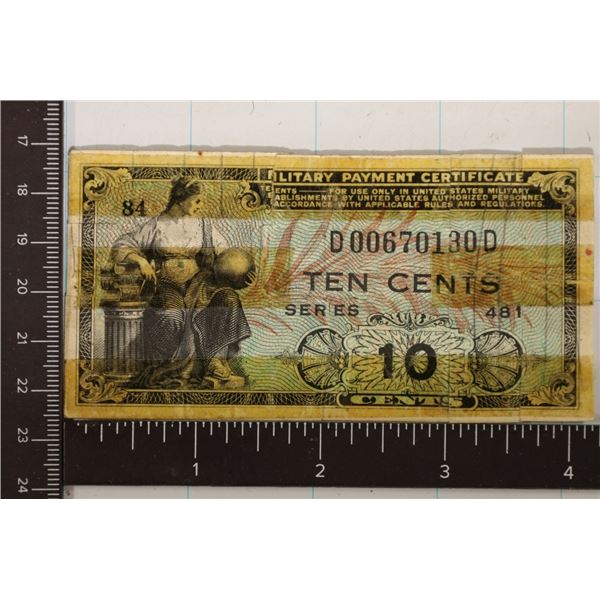 MILITARY PAYMENT CERTIFICATE
FOR USE ONLY IN UNITED STATES MILITARY
ABLISHMENTS BY UNITED STATES AUTHORIZED PERSONNEL
ACCORDANCE WITH APPLICABLE RULES AND REGULATIONS.
84
D00670130D
TEN CENTS
SERIES 481
10
CENTS
17
18
19
20
21
22
23
24
1 2 3 4